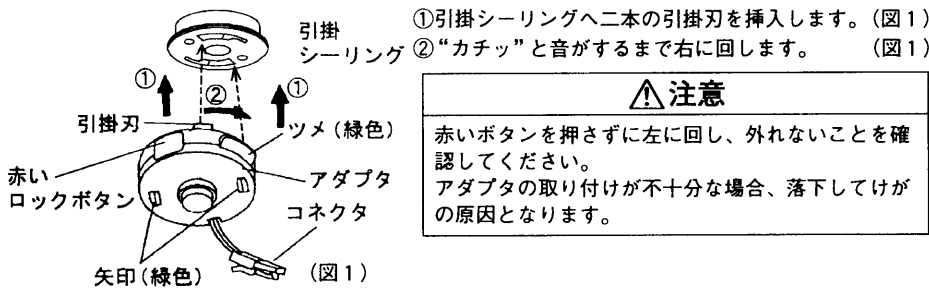 ①引掛シーリングへ二本の引掛刃を挿入します。(図1)
②“カチッ”と音がするまで右に回します。 (図1)
⚠注意
赤いボタンを押さずに左に回し、外れないことを確
認してください。
アダプタの取り付けが不十分な場合、落下してけが
の原因となります。
引掛
シーリング
①
②
①
引掛刃
ツメ(緑色)
赤い
ロックボタン
アダプタ
コネクタ
矢印(緑色)
(図1)